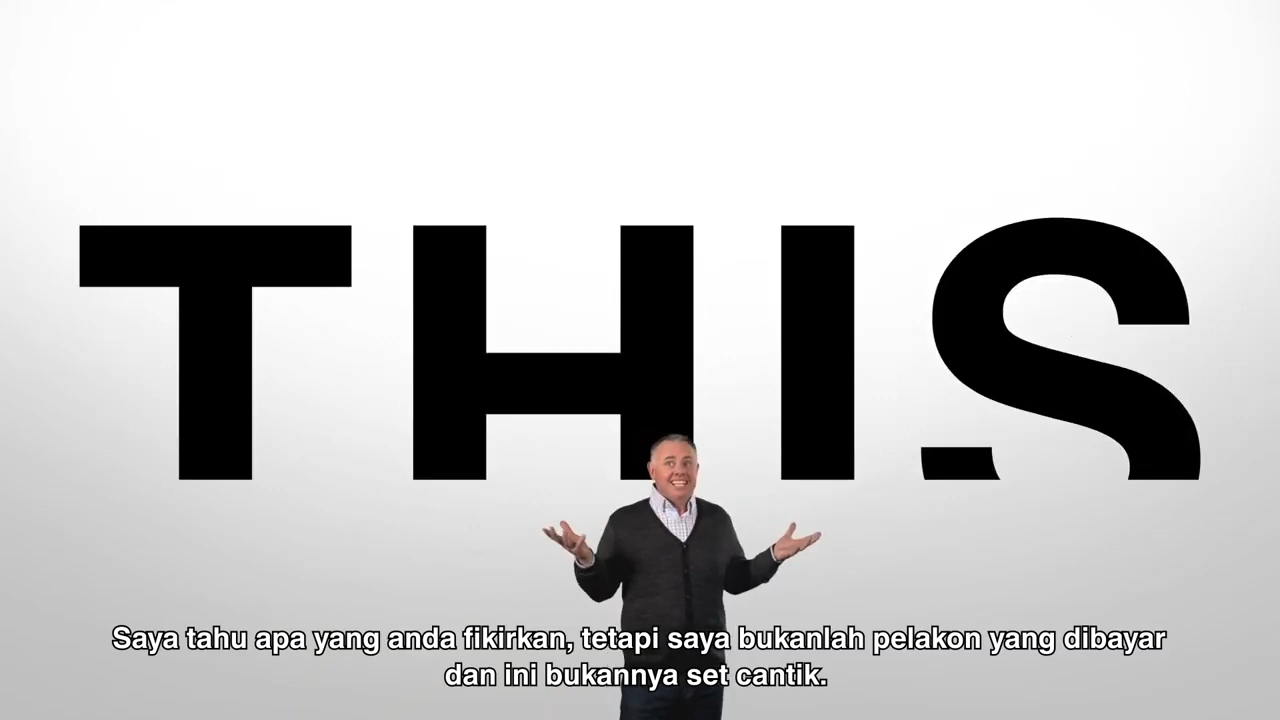 THIS
Saya tahu apa yang anda fikirkan, tetapi saya bukanlah pelakon yang dibayar
dan ini bukannya set cantik.